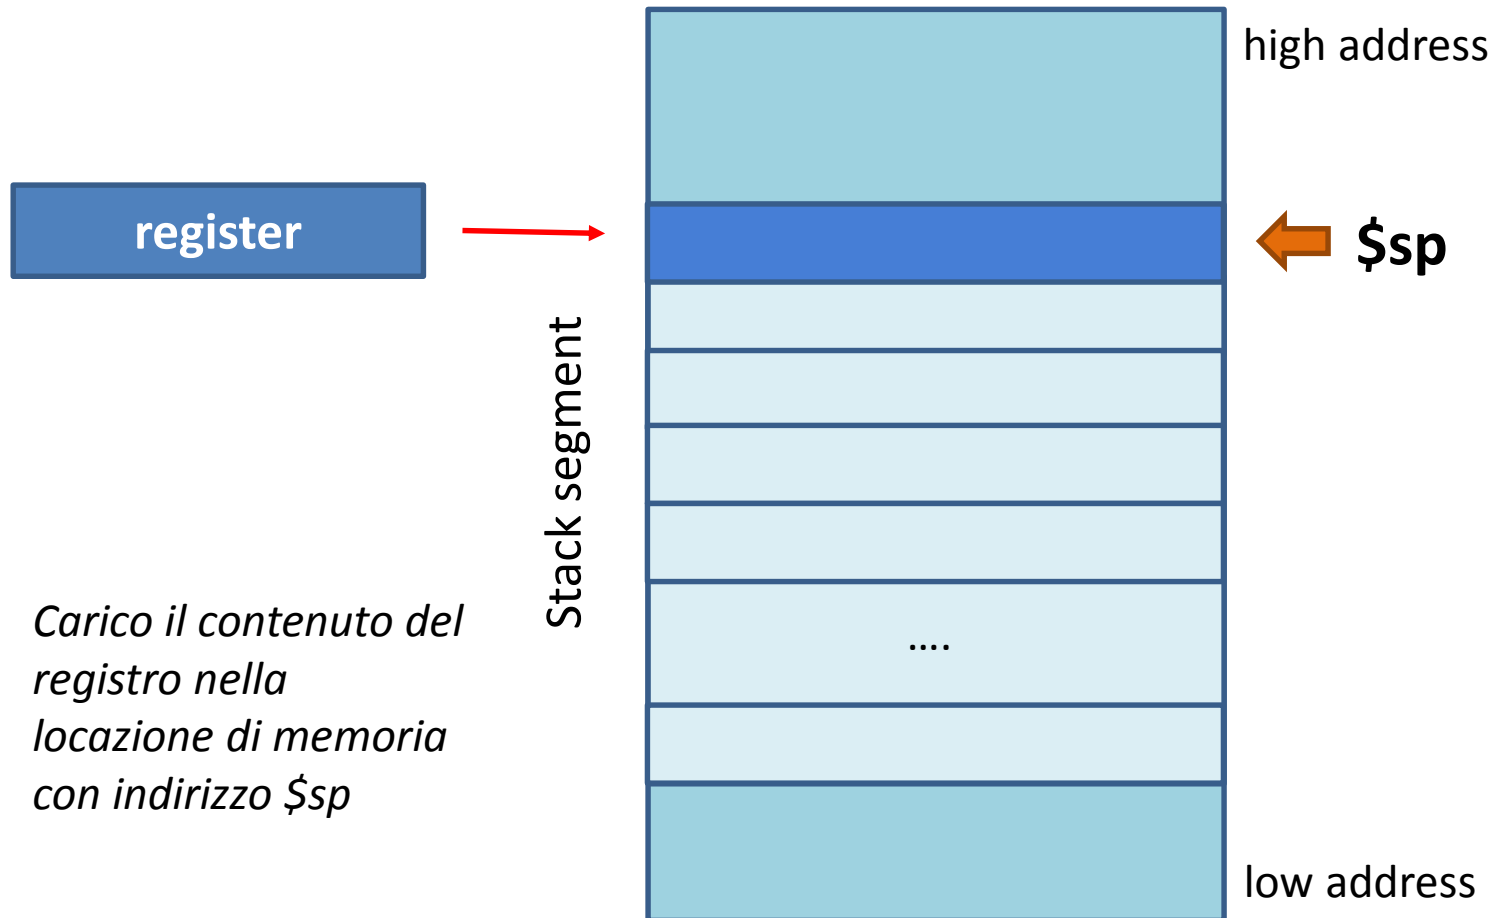 high address
register
$sp
Stack segment
Carico il contenuto del
registro nella
locazione di memoria
con indirizzo $sp
....
low address